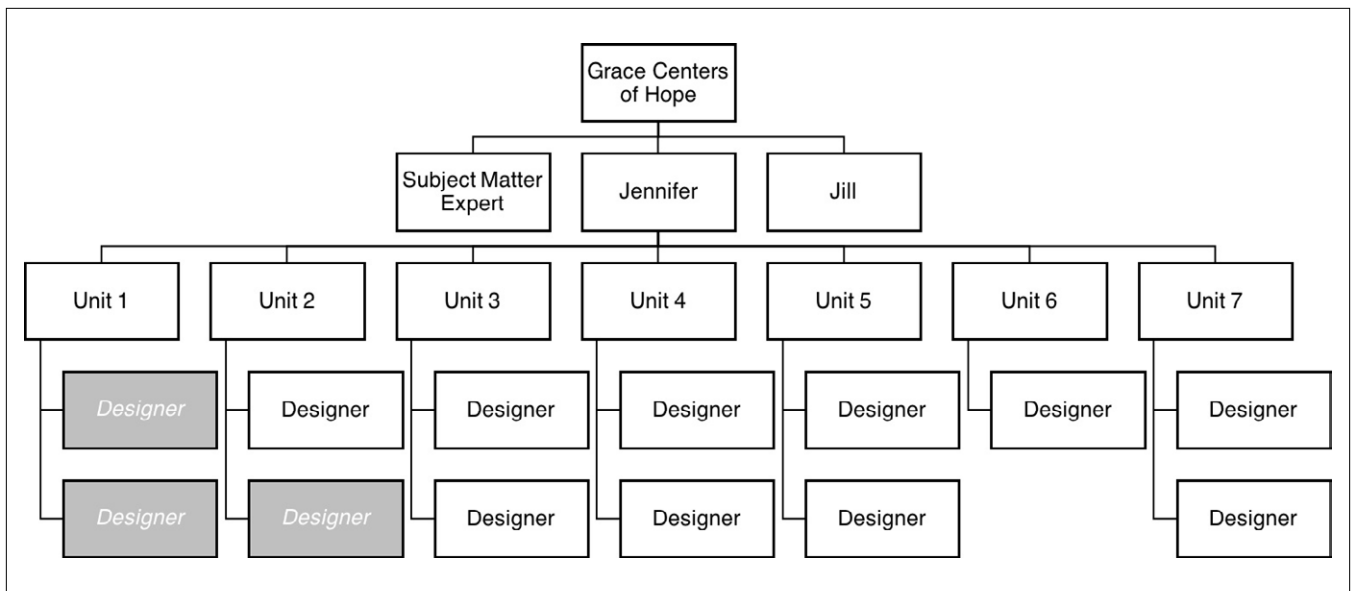 Grace Centers
of Hope
Subject Matter
Expert
Jennifer
Jill
Unit 1
Unit 2
Unit 3
Unit 4
Unit 5
Unit 6
Unit 7
Designer
Designer
Designer
Designer
Designer
Designer
Designer
Designer
Designer
Designer
Designer
Designer
Designer